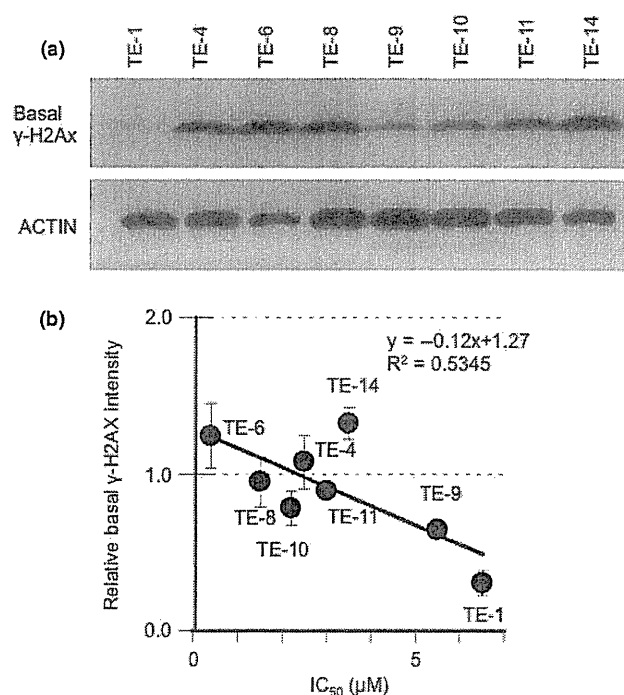 (a)
TE-1 TE-4 TE-6 TE-8 TE-9 TE-10 TE-11 TE-14
Basal
γ-H2Ax
ACTIN
(b)
Relative basal γ-H2AX intensity
2.0
1.0
0.0
y = –0.12x+1.27
R² = 0.5345
TE-14
TE-6
TE-4
TE-9
TE-8
TE-11
TE-10
TE-1
0 5
IC₅₀ (μM)